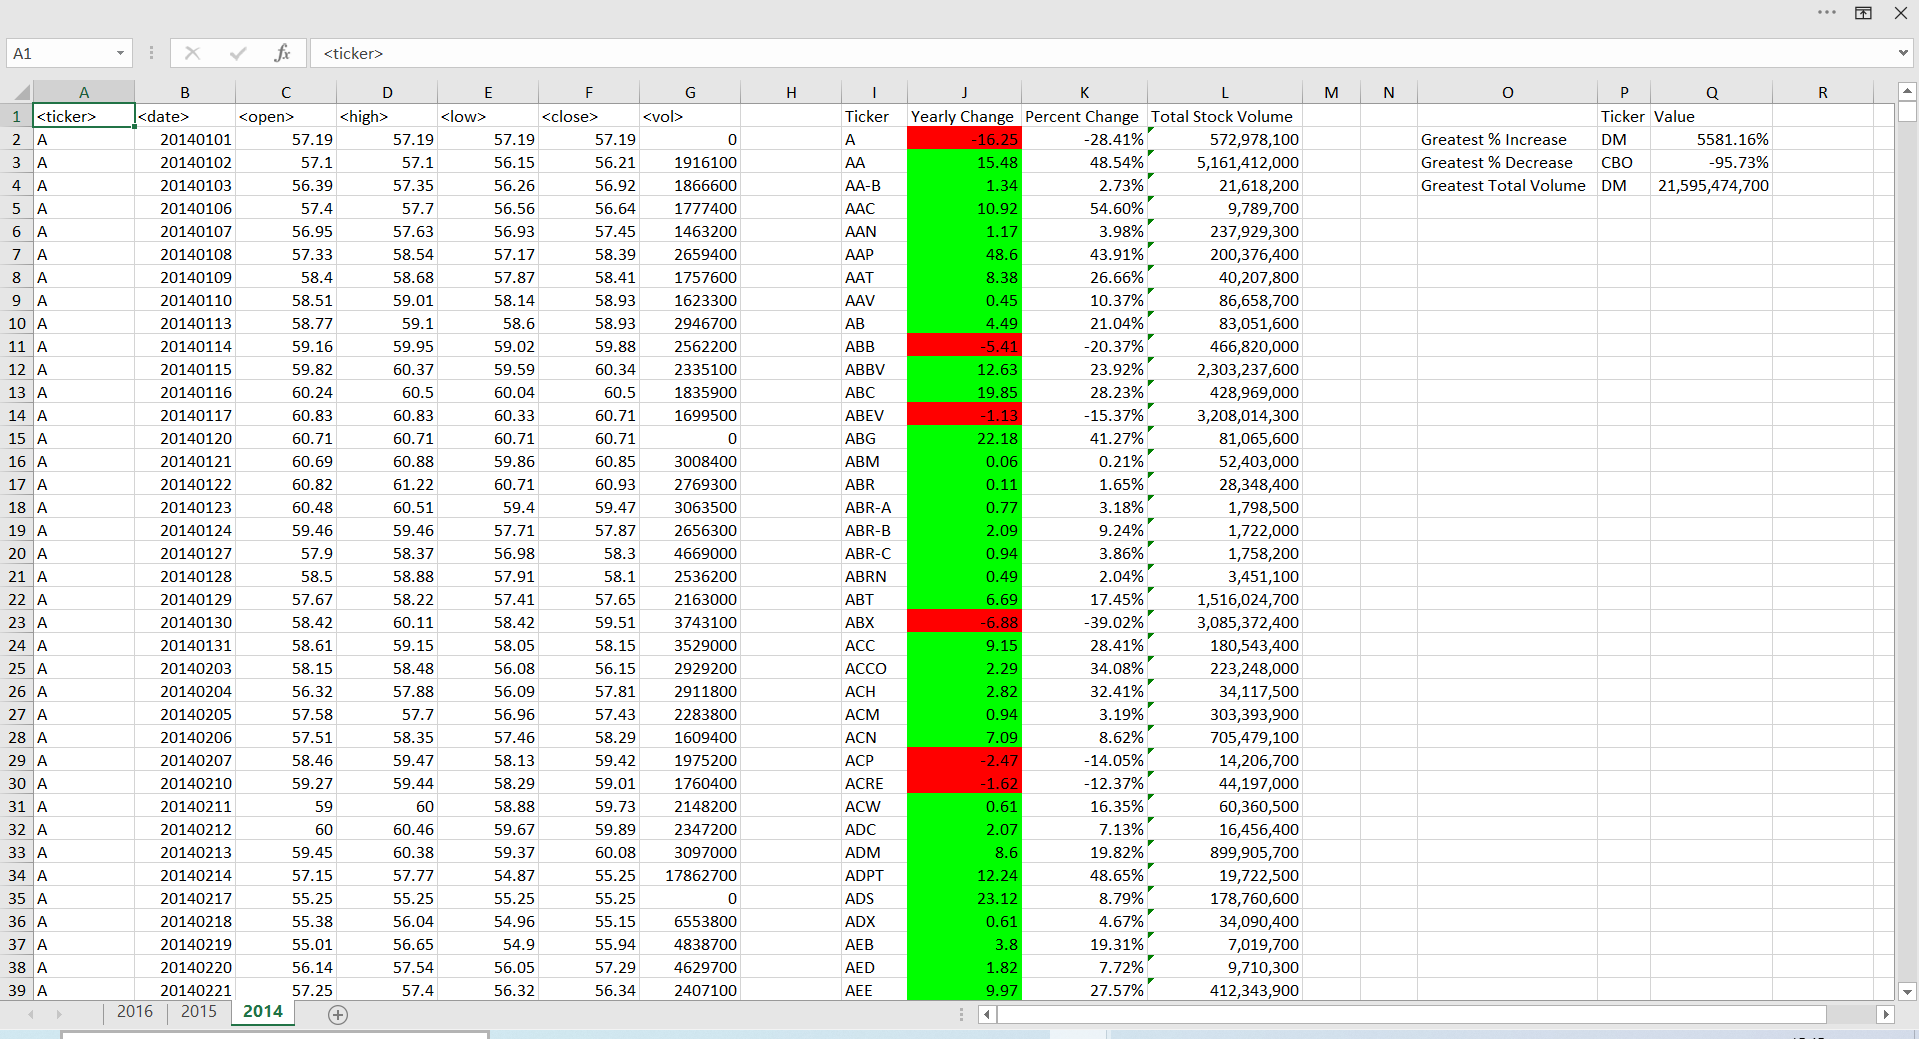 A1 fx <ticker>
A B C D E F G H I J K L M N O P Q R
1 <ticker> <date> <open> <high> <low> <close> <vol> Ticker Yearly Change Percent Change Total Stock Volume Ticker Value
2 A 20140101 57.19 57.19 57.19 57.19 0 A -16.25 -28.41% 572,978,100 Greatest % Increase DM 5581.16%
3 A 20140102 57.1 57.1 56.15 56.21 1916100 AA 15.48 48.54% 5,161,412,000 Greatest % Decrease CBO -95.73%
4 A 20140103 56.39 57.35 56.26 56.92 1866600 AA-B 1.34 2.73% 21,618,200 Greatest Total Volume DM 21,595,474,700
5 A 20140106 57.4 57.7 56.56 56.64 1777400 AAC 10.92 54.60% 9,789,700
6 A 20140107 56.95 57.63 56.93 57.45 1463200 AAN 1.17 3.98% 237,929,300
7 A 20140108 57.33 58.54 57.17 58.39 2659400 AAP 48.6 43.91% 200,376,400
8 A 20140109 58.4 58.68 57.87 58.41 1757600 AAT 8.38 26.66% 40,207,800
9 A 20140110 58.51 59.01 58.14 58.93 1623300 AAV 0.45 10.37% 86,658,700
10 A 20140113 58.77 59.1 58.6 58.93 2946700 AB 4.49 21.04% 83,051,600
11 A 20140114 59.16 59.95 59.02 59.88 2562200 ABB -5.41 -20.37% 466,820,000
12 A 20140115 59.82 60.37 59.59 60.34 2335100 ABBV 12.63 23.92% 2,303,237,600
13 A 20140116 60.24 60.5 60.04 60.5 1835900 ABC 19.85 28.23% 428,969,000
14 A 20140117 60.83 60.83 60.33 60.71 1699500 ABEV -1.13 -15.37% 3,208,014,300
15 A 20140120 60.71 60.71 60.71 60.71 0 ABG 22.18 41.27% 81,065,600
16 A 20140121 60.69 60.88 59.86 60.85 3008400 ABM 0.06 0.21% 52,403,000
17 A 20140122 60.82 61.22 60.71 60.93 2769300 ABR 0.11 1.65% 28,348,400
18 A 20140123 60.48 60.51 59.4 59.47 3063500 ABR-A 0.77 3.18% 1,798,500
19 A 20140124 59.46 59.46 57.71 57.87 2656300 ABR-B 2.09 9.24% 1,722,000
20 A 20140127 57.9 58.37 56.98 58.3 4669000 ABR-C 0.94 3.86% 1,758,200
21 A 20140128 58.5 58.88 57.91 58.1 2536200 ABRN 0.49 2.04% 3,451,100
22 A 20140129 57.67 58.22 57.41 57.65 2163000 ABT 6.69 17.45% 1,516,024,700
23 A 20140130 58.42 60.11 58.42 59.51 3743100 ABX -6.88 -39.02% 3,085,372,400
24 A 20140131 58.61 59.15 58.05 58.15 3529000 ACC 9.15 28.41% 180,543,400
25 A 20140203 58.15 58.48 56.08 56.15 2929200 ACCO 2.29 34.08% 223,248,000
26 A 20140204 56.32 57.88 56.09 57.81 2911800 ACH 2.82 32.41% 34,117,500
27 A 20140205 57.58 57.7 56.96 57.43 2283800 ACM 0.94 3.19% 303,393,900
28 A 20140206 57.51 58.35 57.46 58.29 1609400 ACN 7.09 8.62% 705,479,100
29 A 20140207 58.46 59.47 58.13 59.42 1975200 ACP -2.47 -14.05% 14,206,700
30 A 20140210 59.27 59.44 58.29 59.01 1760400 ACRE -1.62 -12.37% 44,197,000
31 A 20140211 59 60 58.88 59.73 2148200 ACW 0.61 16.35% 60,360,500
32 A 20140212 60 60.46 59.67 59.89 2347200 ADC 2.07 7.13% 16,456,400
33 A 20140213 59.45 60.38 59.37 60.08 3097000 ADM 8.6 19.82% 899,905,700
34 A 20140214 57.15 57.77 54.87 55.25 17862700 ADPT 12.24 48.65% 19,722,500
35 A 20140217 55.25 55.25 55.25 55.25 0 ADS 23.12 8.79% 178,760,600
36 A 20140218 55.38 56.04 54.96 55.15 6553800 ADX 0.61 4.67% 34,090,400
37 A 20140219 55.01 56.65 54.9 55.94 4838700 AEB 3.8 19.31% 7,019,700
38 A 20140220 56.14 57.54 56.05 57.29 4629700 AED 1.82 7.72% 9,710,300
39 A 20140221 57.25 57.4 56.32 56.34 2407100 AEE 9.97 27.57% 412,343,900
2016 2015 2014